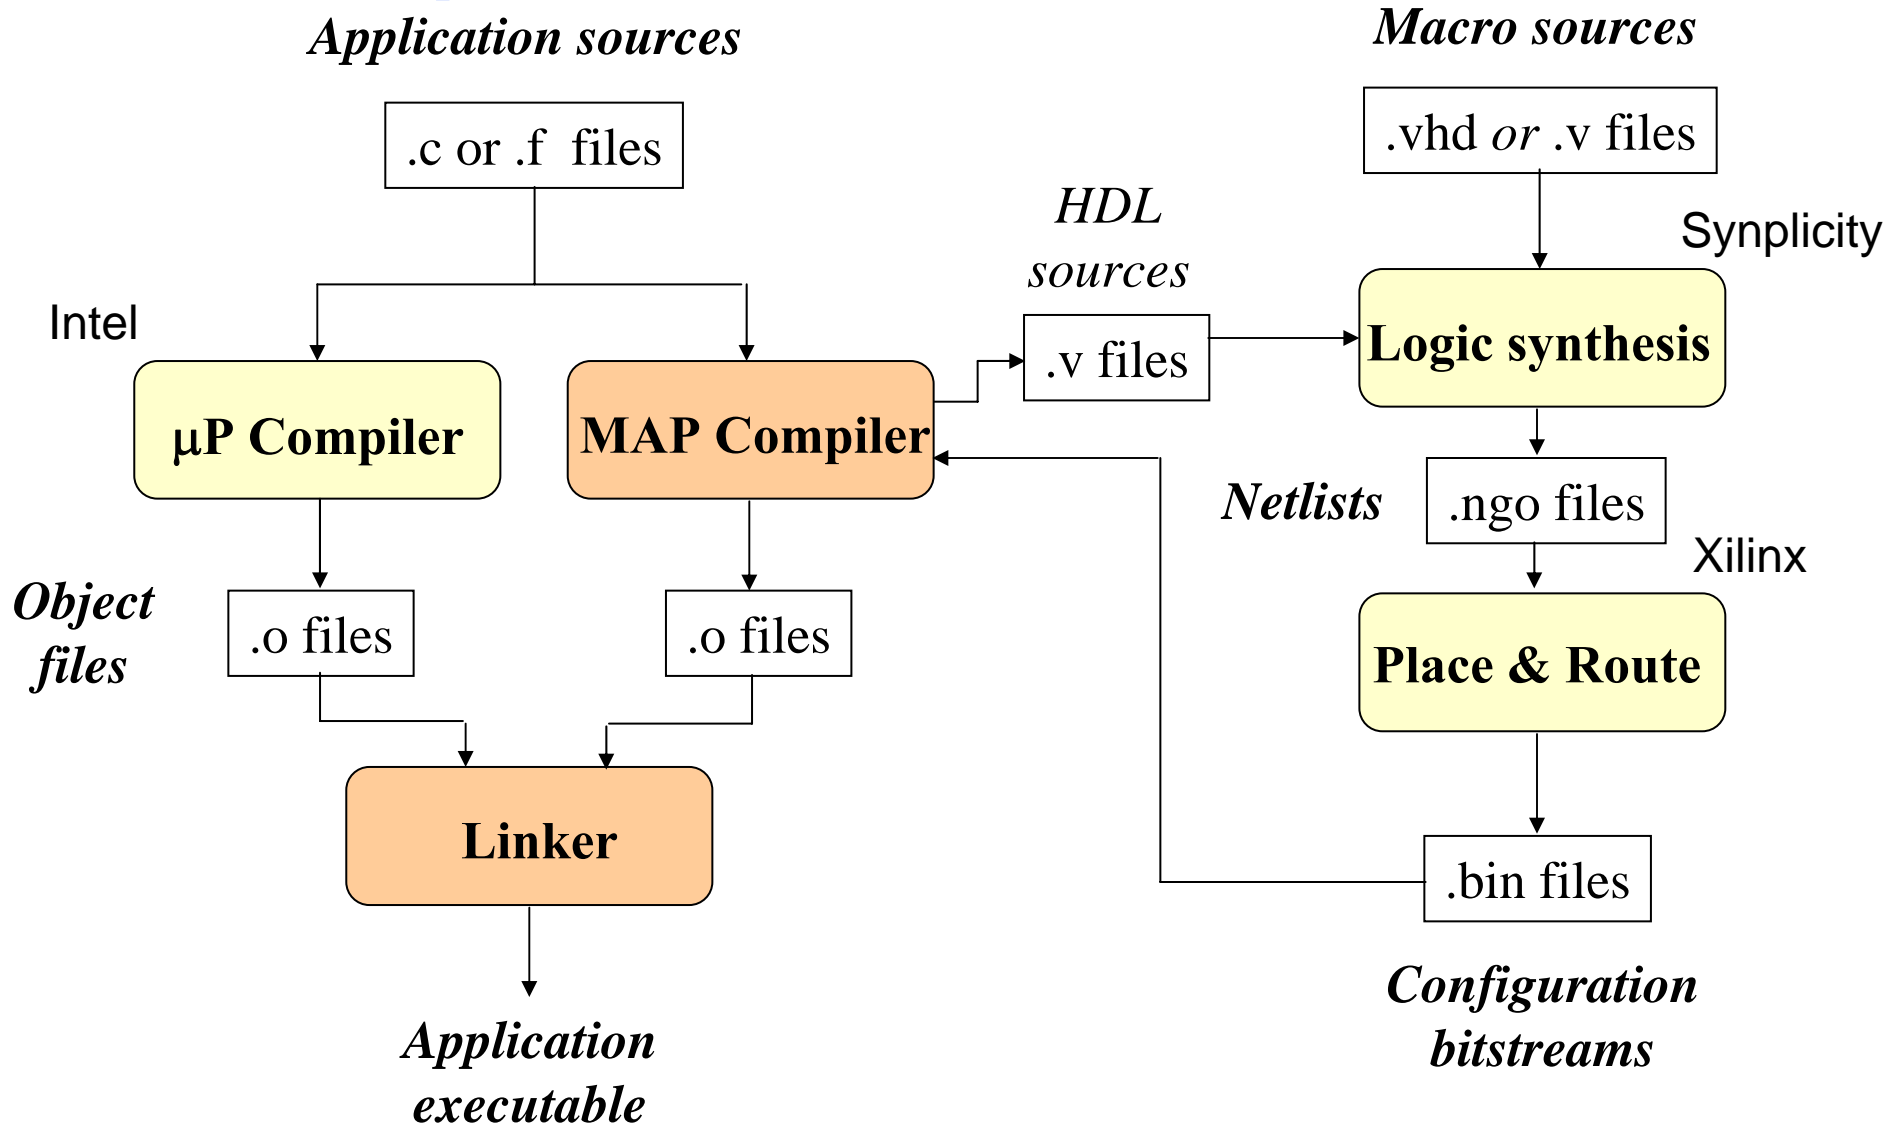 Application sources
Macro sources
.c or .f files
.vhd or .v files
HDL
sources
Synplicity
Intel
.v files
Logic synthesis
μP Compiler
MAP Compiler
Netlists
.ngo files
Xilinx
Object
files
.o files
.o files
Place & Route
Linker
.bin files
Configuration
bitstreams
Application
executable